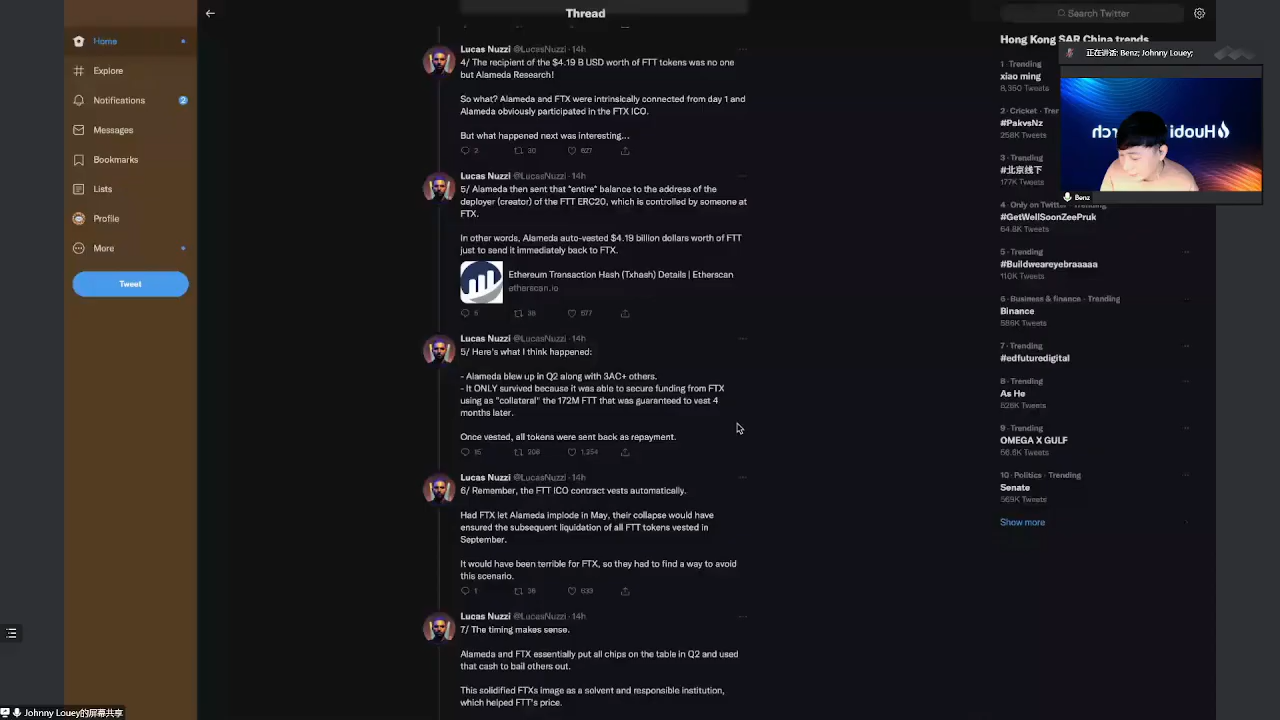 Thread
Search Twitter
Home
Explore
Notifications
2
Messages
Bookmarks
Lists
Profile
More
Tweet
Lucas Nuzzi @LucasNuzzi · 14h
4/ The recipient of the $4.19 B USD worth of FTT tokens was no one
but Alameda Research!
So what? Alameda and FTX were intrinsically connected from day 1 and
Alameda obviously participated in the FTX ICO.
But what happened next was interesting...
2 30 627
Lucas Nuzzi @LucasNuzzi · 14h
5/ Alameda then sent that *entire* balance to the address of the
deployer (creator) of the FTT ERC20, which is controlled by someone at
FTX.
In other words, Alameda auto-vested $4.19 billion dollars worth of FTT
just to send it immediately back to FTX.
Ethereum Transaction Hash (Txhash) Details | Etherscan
etherscan.io
5 38 577
Lucas Nuzzi @LucasNuzzi · 14h
5/ Here's what I think happened:
- Alameda blew up in Q2 along with 3AC+ others.
- It ONLY survived because it was able to secure funding from FTX
using as "collateral" the 172M FTT that was guaranteed to vest 4
months later.
Once vested, all tokens were sent back as repayment.
15 206 1,254
Lucas Nuzzi @LucasNuzzi · 14h
6/ Remember, the FTT ICO contract vests automatically.
Had FTX let Alameda implode in May, their collapse would have
ensured the subsequent liquidation of all FTT tokens vested in
September.
It would have been terrible for FTX, so they had to find a way to avoid
this scenario.
1 36 633
Lucas Nuzzi @LucasNuzzi · 14h
7/ The timing makes sense.
Alameda and FTX essentially put all chips on the table in Q2 and used
that cash to bail others out.
This solidified FTXs image as a solvent and responsible institution,
which helped FTT's price.
Hong Kong SAR China trends
正在讲话: Benz; Johnny Louey;
1 · Trending
xiao ming
8,350 Tweets
2 · Cricket · Trer
#PakvsNz
258K Tweets
3 · Trending
#北京线下
177K Tweets
4 · Only on Twitter · Trending
#GetWellSoonZeePruk
64.8K Tweets
5 · Trending
#Buildweareyebraaaaa
110K Tweets
6 · Business & finance · Trending
Binance
586K Tweets
7 · Trending
#edfuturedigital
8 · Trending
As He
828K Tweets
9 · Trending
OMEGA X GULF
56.6K Tweets
10 · Politics · Trending
Senate
569K Tweets
Show more
Huobi
Benz
Johnny Louey的屏幕共享